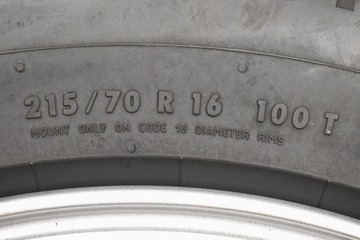 215/70 R 16 100 T
MOUNT ONLY ON CODE 16 DIAMETER RIMS